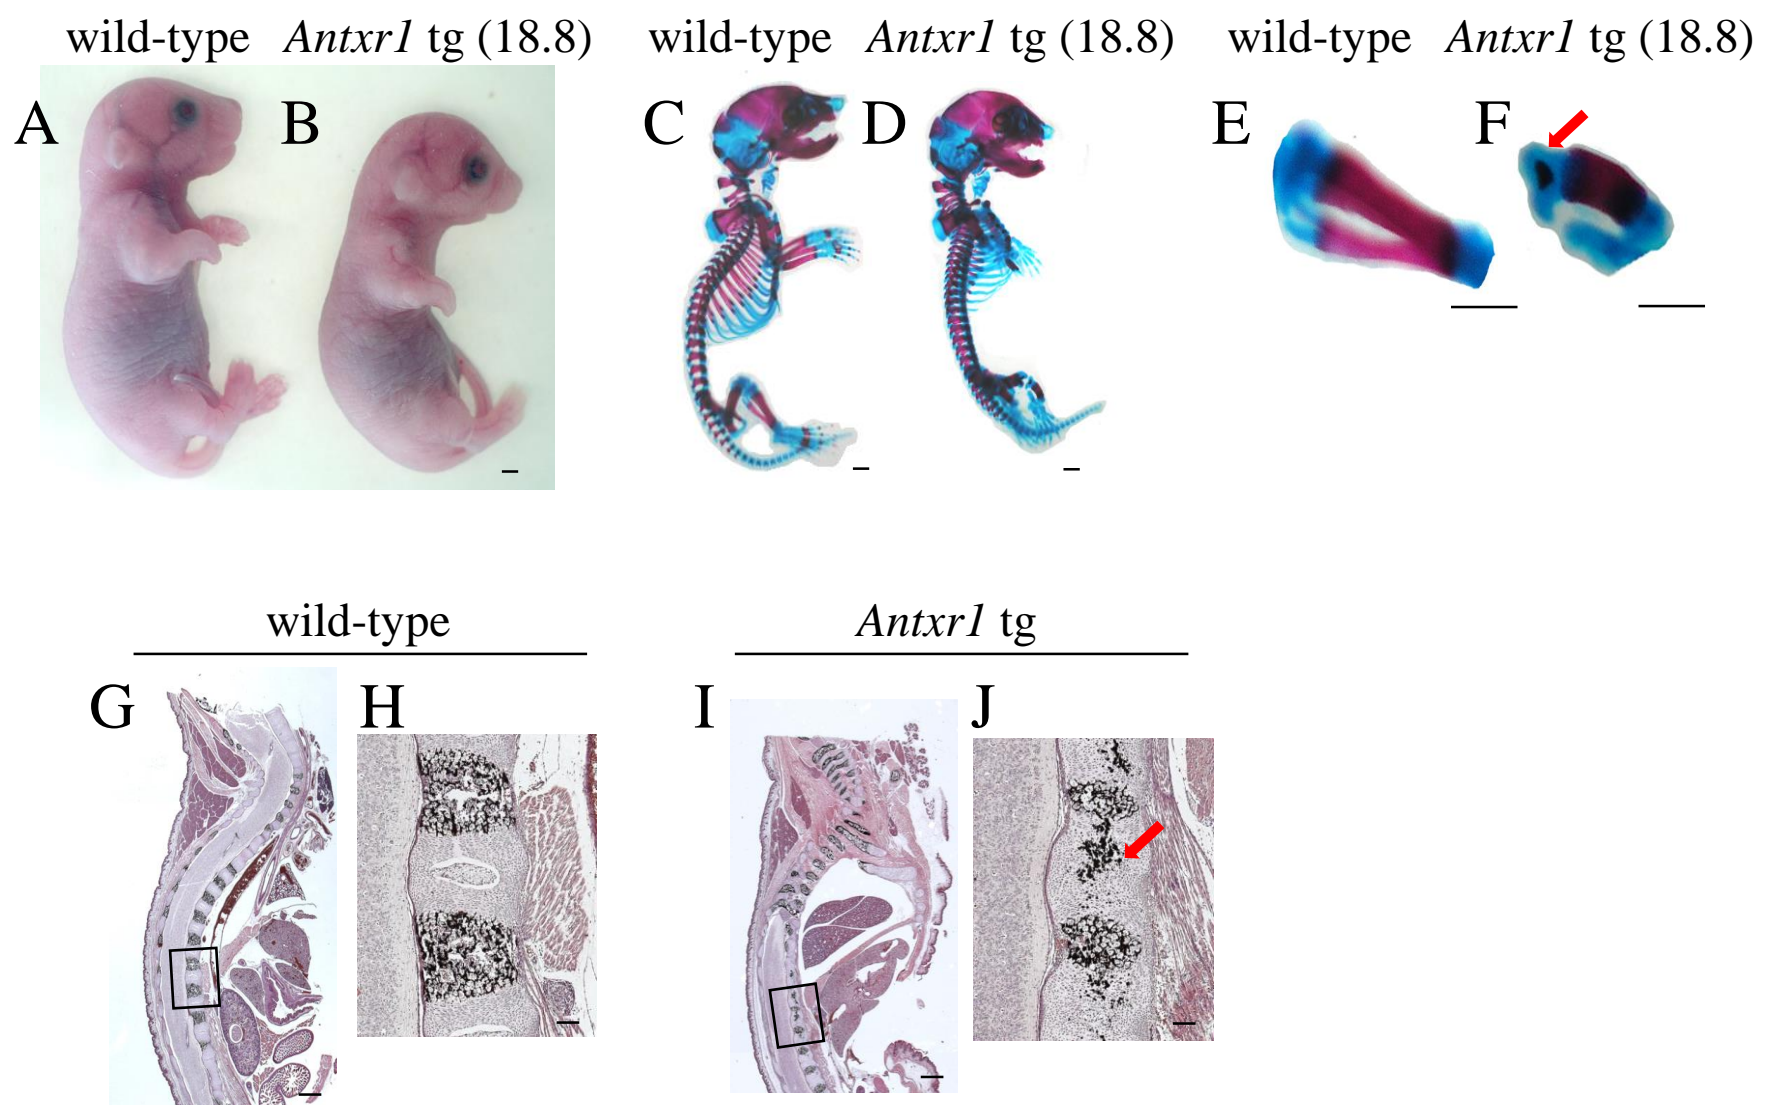 wild-type Antxr1 tg (18.8) wild-type Antxr1 tg (18.8) wild-type Antxr1 tg (18.8)
A B C D E F
wild-type Antxr1 tg
G H I J